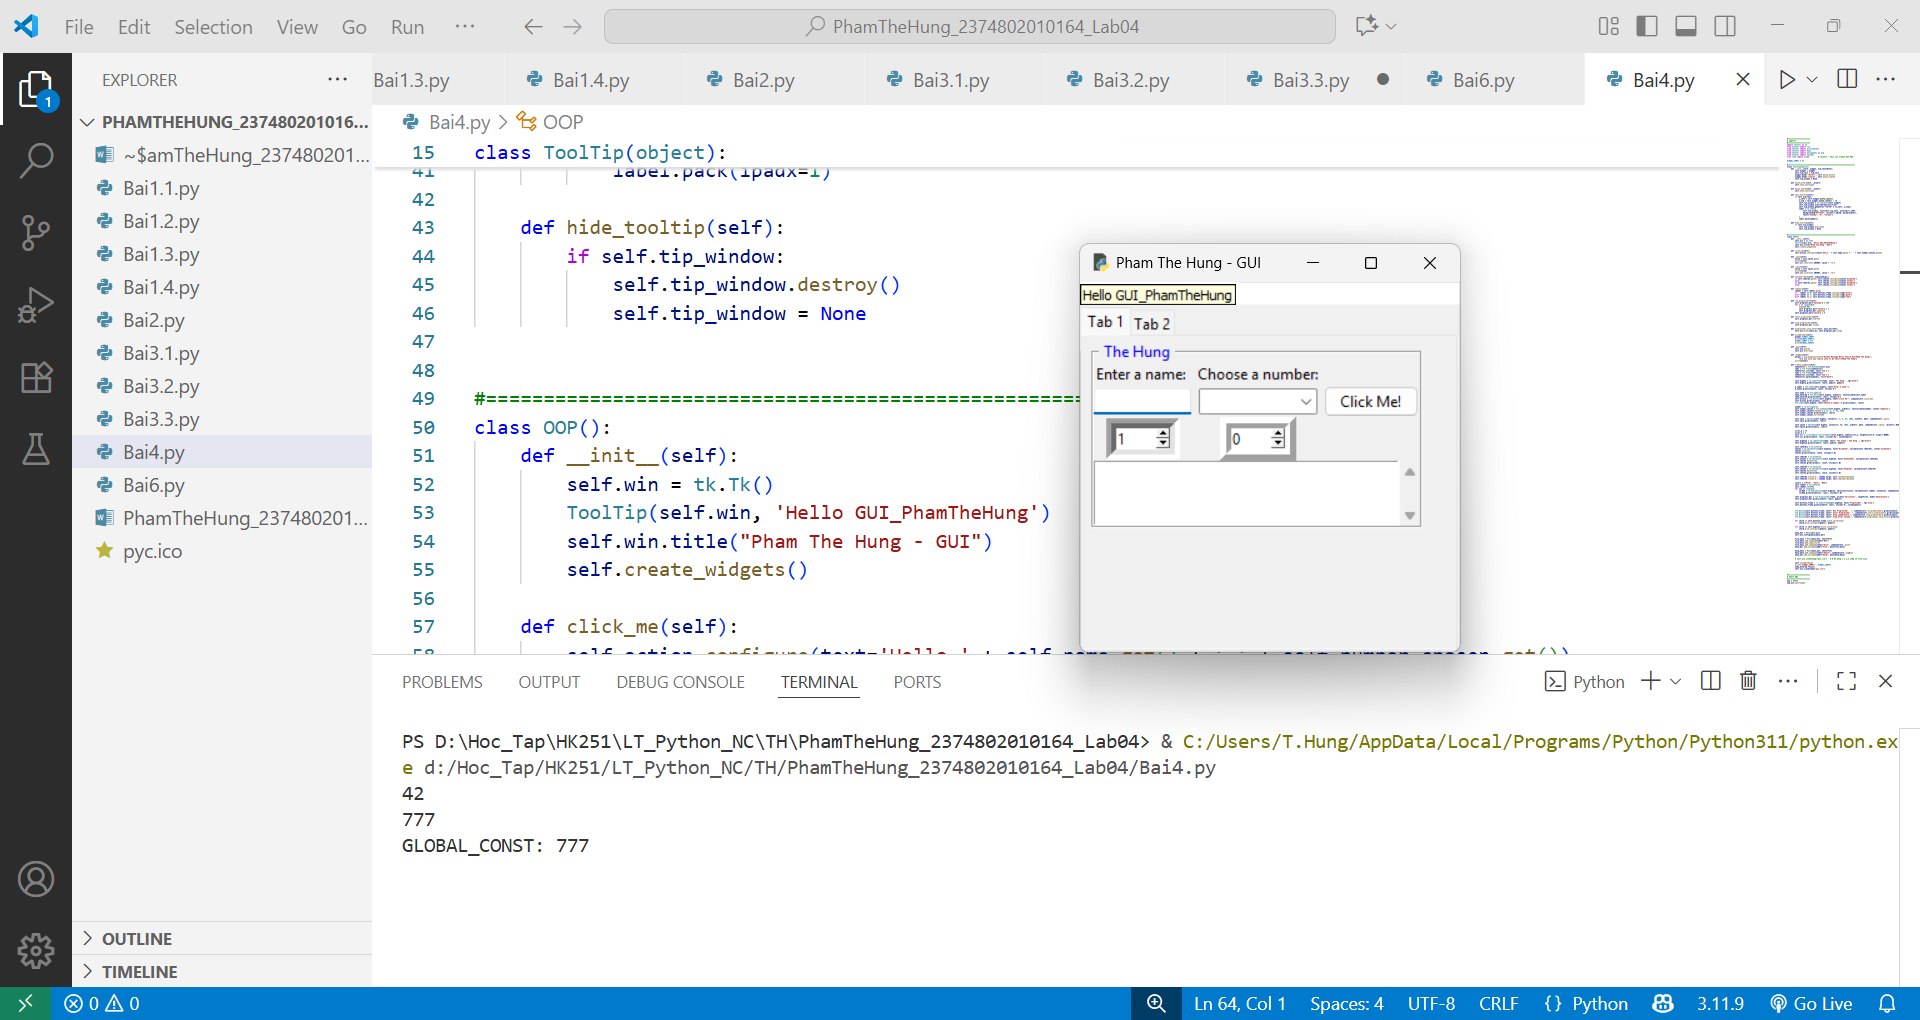 File Edit Selection View Go Run ···
PhamTheHung_2374802010164_Lab04
EXPLORER
Bai1.3.py Bai1.4.py Bai2.py Bai3.1.py Bai3.2.py Bai3.3.py Bai6.py Bai4.py
PHAMTHEHUNG_237480201016...
~$amTheHung_237480201...
Bai1.1.py
Bai1.2.py
Bai1.3.py
Bai1.4.py
Bai2.py
Bai3.1.py
Bai3.2.py
Bai3.3.py
Bai4.py
Bai6.py
PhamTheHung_237480201...
pyc.ico
OUTLINE
TIMELINE
1
Bai4.py > OOP
15 class ToolTip(object):
41 label.pack(ipadx=1)
42
43 def hide_tooltip(self):
44 if self.tip_window:
45 self.tip_window.destroy()
46 self.tip_window = None
47
48
49 #====================================================
50 class OOP():
51 def __init__(self):
52 self.win = tk.Tk()
53 ToolTip(self.win, 'Hello GUI_PhamTheHung')
54 self.win.title("Pham The Hung - GUI")
55 self.create_widgets()
56
57 def click_me(self):
58
Pham The Hung - GUI
Hello GUI_PhamTheHung
Tab 1 Tab 2
The Hung
Enter a name: Choose a number:
Click Me!
1 0
PROBLEMS OUTPUT DEBUG CONSOLE TERMINAL PORTS
Python
PS D:\Hoc_Tap\HK251\LT_Python_NC\TH\PhamTheHung_2374802010164_Lab04> & C:/Users/T.Hung/AppData/Local/Programs/Python/Python311/python.ex
e d:/Hoc_Tap/HK251/LT_Python_NC/TH/PhamTheHung_2374802010164_Lab04/Bai4.py
42
777
GLOBAL_CONST: 777
0 0
Ln 64, Col 1 Spaces: 4 UTF-8 CRLF {} Python 3.11.9 Go Live